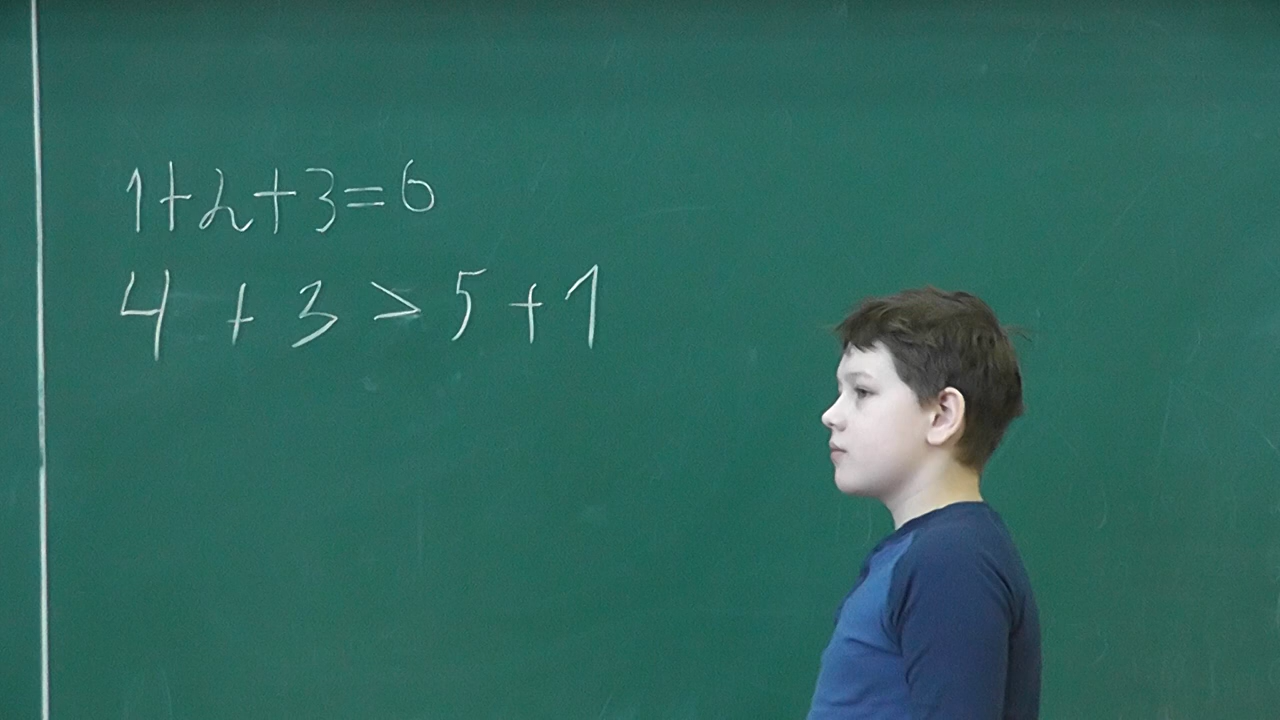 1+2+3=6
4 + 3 > 5 + 1